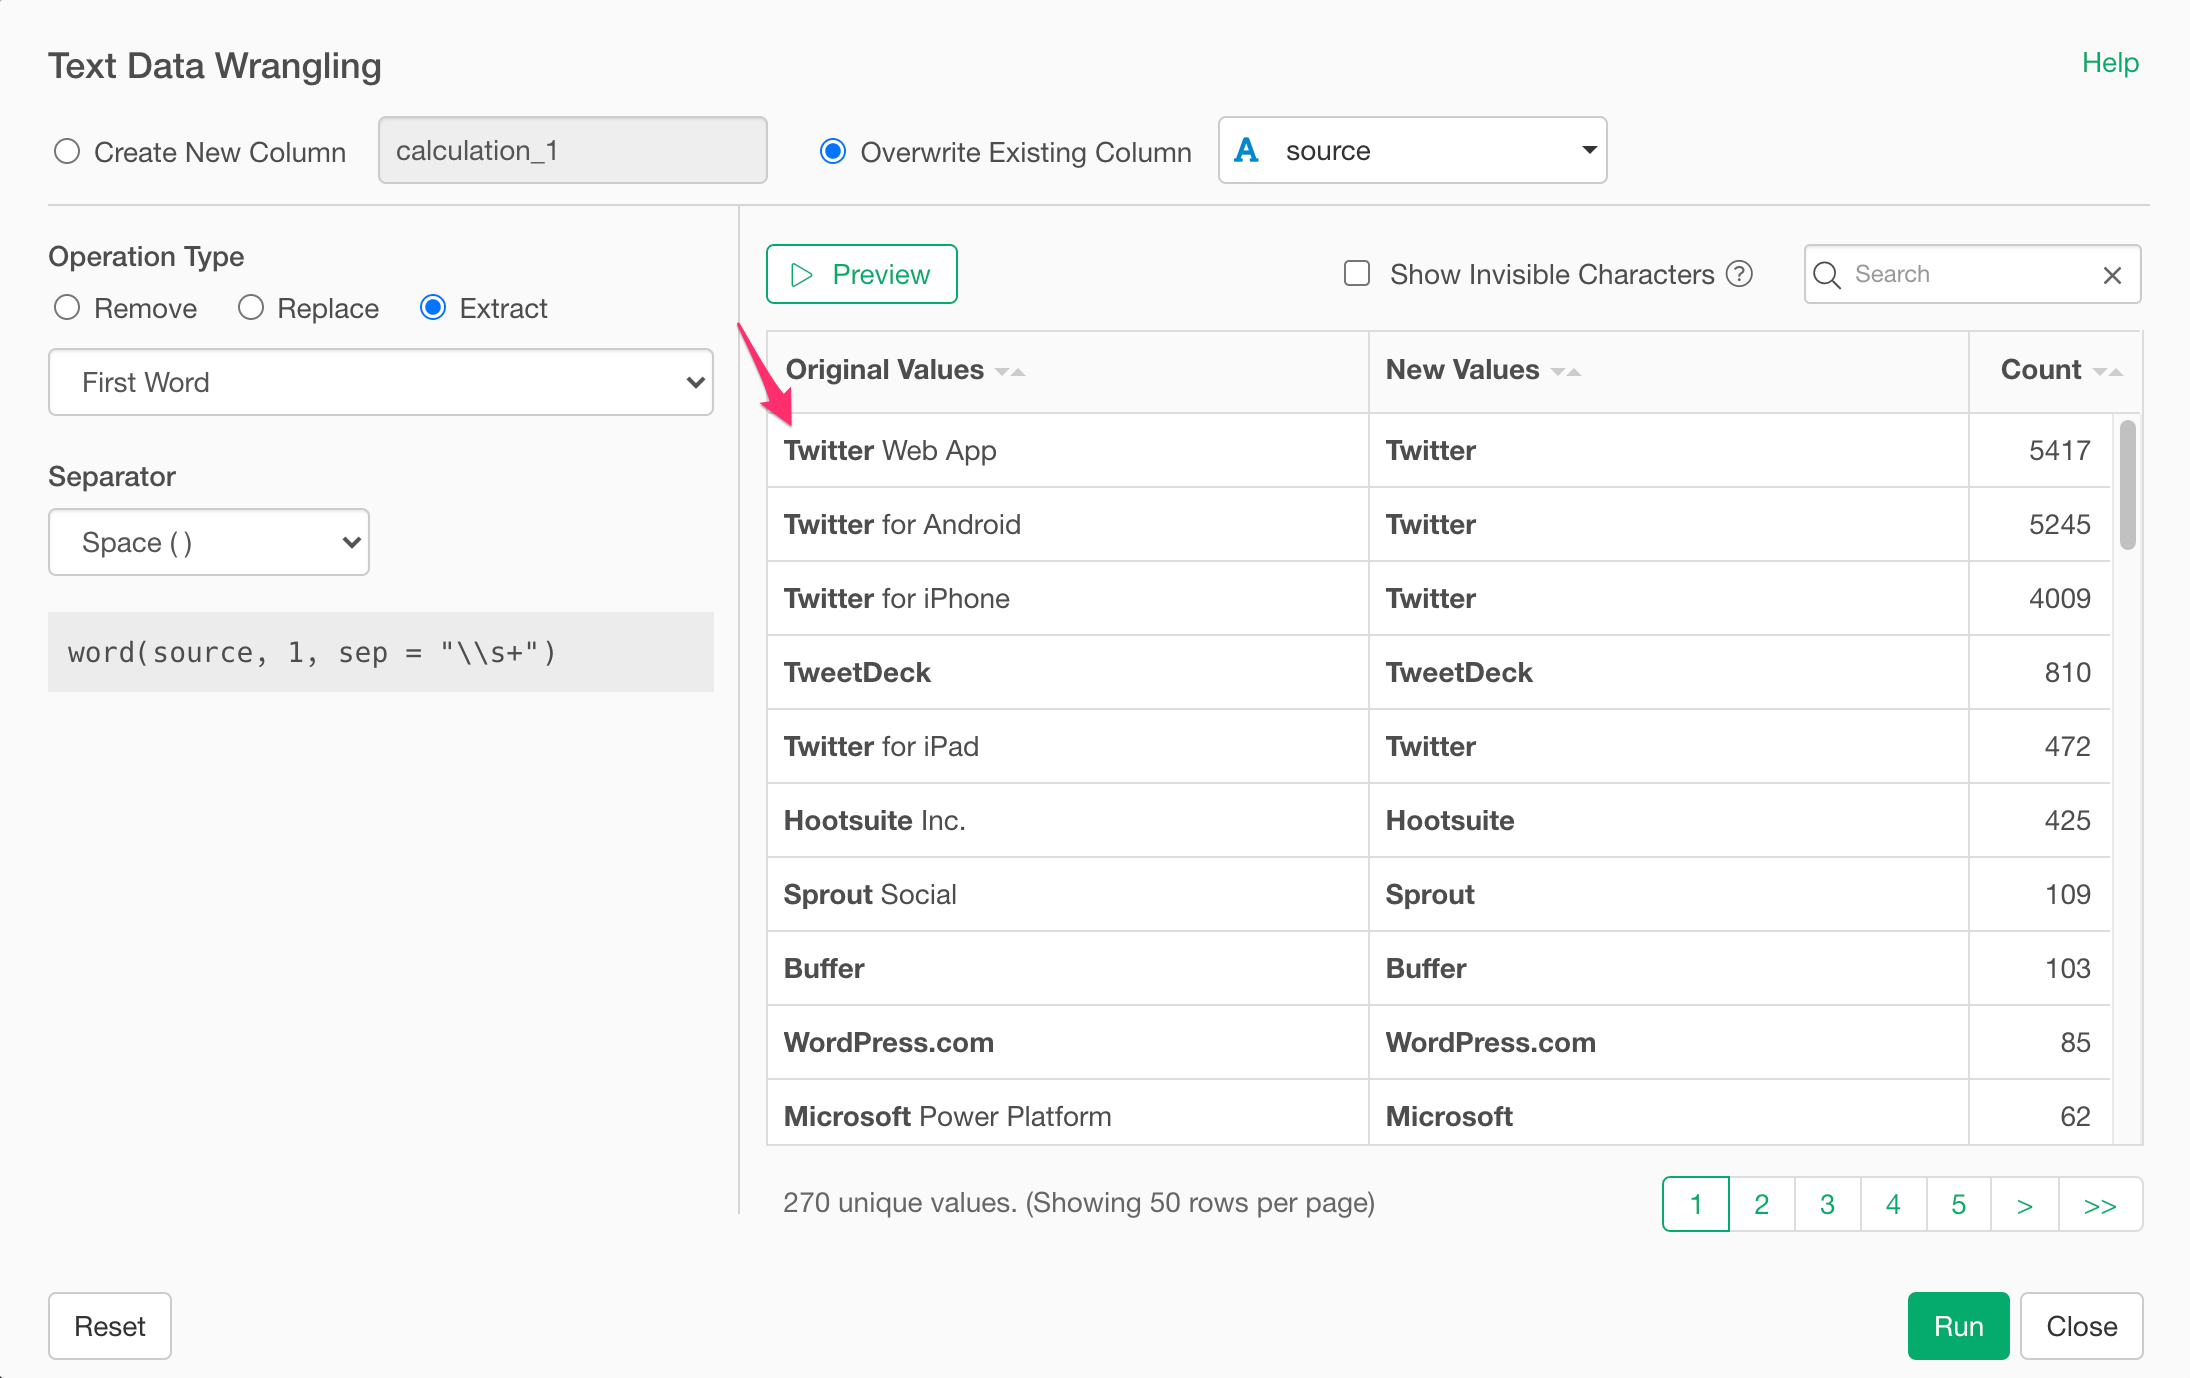 Text Data Wrangling
Help
Create New Column
calculation_1
Overwrite Existing Column
A source
Operation Type
Remove Replace Extract
First Word
Separator
Space ( )
word(source, 1, sep = "\\s+")
Preview
Show Invisible Characters ?
Search
Original Values New Values Count
Twitter Web App Twitter 5417
Twitter for Android Twitter 5245
Twitter for iPhone Twitter 4009
TweetDeck TweetDeck 810
Twitter for iPad Twitter 472
Hootsuite Inc. Hootsuite 425
Sprout Social Sprout 109
Buffer Buffer 103
WordPress.com WordPress.com 85
Microsoft Power Platform Microsoft 62
270 unique values. (Showing 50 rows per page)
1 2 3 4 5 > >>
Reset
Run
Close